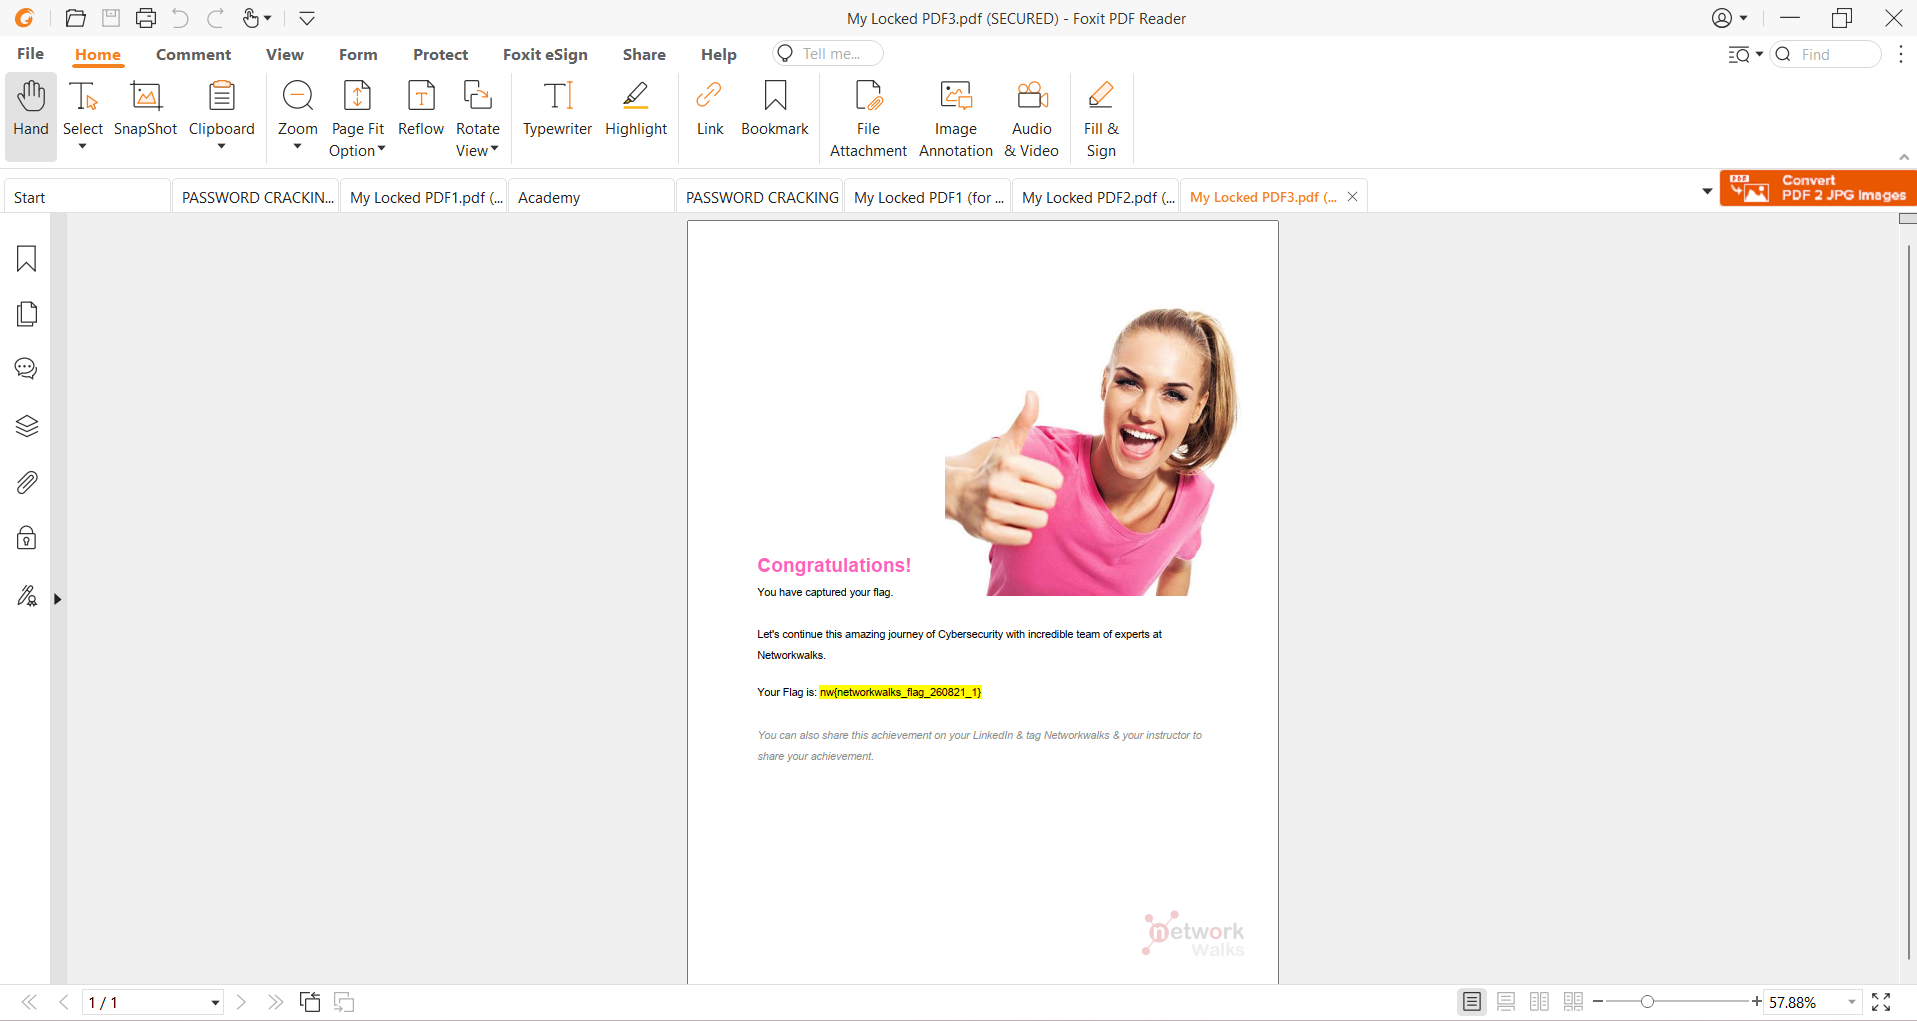 My Locked PDF3.pdf (SECURED) - Foxit PDF Reader
File Home Comment View Form Protect Foxit eSign Share Help Tell me... Find
Hand Select SnapShot Clipboard Zoom Page Fit Option Reflow Rotate View Typewriter Highlight Link Bookmark File Attachment Image Annotation Audio & Video Fill & Sign
Start PASSWORD CRACKIN... My Locked PDF1.pdf (... Academy PASSWORD CRACKING My Locked PDF1 (for ... My Locked PDF2.pdf (... My Locked PDF3.pdf (...
PDF Convert
PDF 2 JPG Images
Congratulations!
You have captured your flag.
Let's continue this amazing journey of Cybersecurity with incredible team of experts at
Networkwalks.
Your Flag is: nw{networkwalks_flag_260821_1}
You can also share this achievement on your LinkedIn & tag Networkwalks & your instructor to
share your achievement.
network
Walks
1 / 1 57.88%